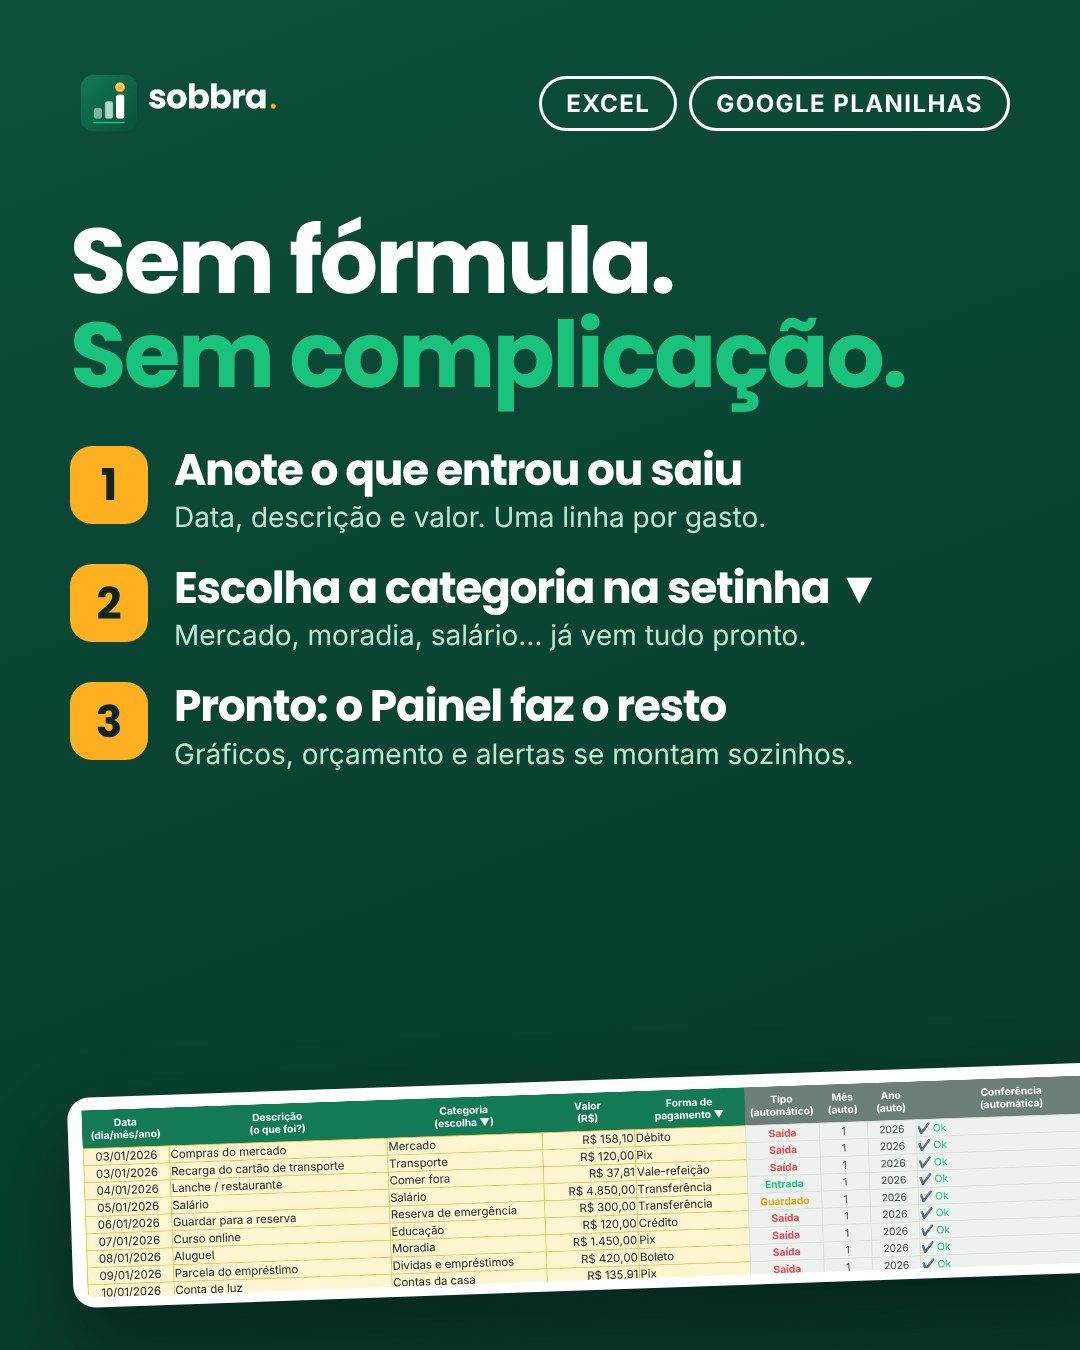 sobbra.
EXCEL
GOOGLE PLANILHAS
Sem fórmula.
Sem complicação.
1
Anote o que entrou ou saiu
Data, descrição e valor. Uma linha por gasto.
2
Escolha a categoria na setinha ▼
Mercado, moradia, salário... já vem tudo pronto.
3
Pronto: o Painel faz o resto
Gráficos, orçamento e alertas se montam sozinhos.
Data (dia/mês/ano) Descrição (o que foi?) Categoria (escolha ▼) Valor (R$) Forma de pagamento ▼ Tipo (automático) Mês (auto) Ano (auto) Conferência (automática)
03/01/2026 Compras do mercado Mercado R$ 158,10 Débito Saída 1 2026 ✔ Ok
03/01/2026 Recarga do cartão de transporte Transporte R$ 120,00 Pix Saída 1 2026 ✔ Ok
04/01/2026 Lanche / restaurante Comer fora R$ 37,81 Vale-refeição Saída 1 2026 ✔ Ok
05/01/2026 Salário Salário R$ 4.850,00 Transferência Entrada 1 2026 ✔ Ok
06/01/2026 Guardar para a reserva Reserva de emergência R$ 300,00 Transferência Guardado 1 2026 ✔ Ok
07/01/2026 Curso online Educação R$ 120,00 Crédito Saída 1 2026 ✔ Ok
08/01/2026 Aluguel Moradia R$ 1.450,00 Pix Saída 1 2026 ✔ Ok
09/01/2026 Parcela do empréstimo Dívidas e empréstimos R$ 420,00 Boleto Saída 1 2026 ✔ Ok
10/01/2026 Conta de luz Contas da casa R$ 135,91 Pix Saída 1 2026 ✔ Ok